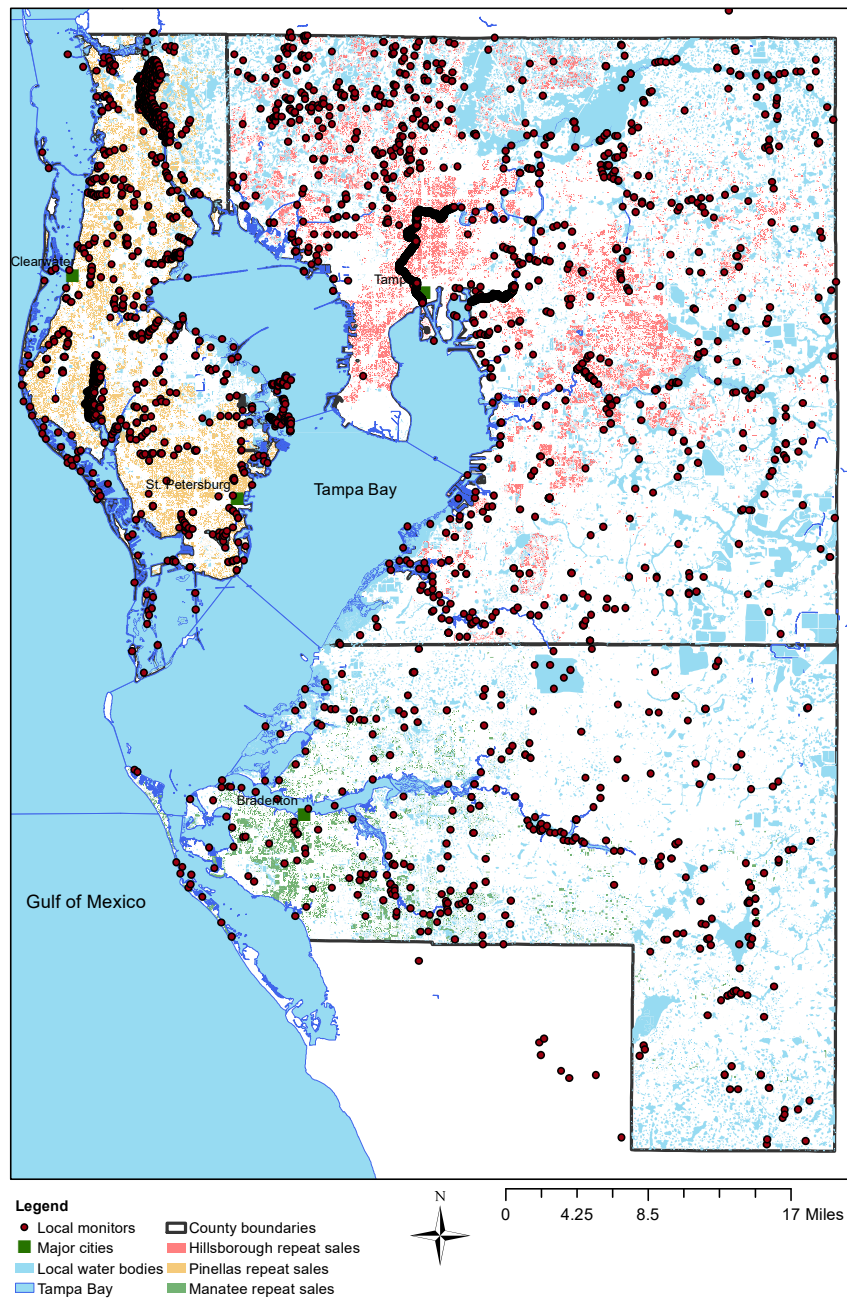 Clearwater
Tampa
St. Petersburg
Tampa Bay
Bradenton
Gulf of Mexico
Legend
Local monitors
Major cities
Local water bodies
Tampa Bay
County boundaries
Hillsborough repeat sales
Pinellas repeat sales
Manatee repeat sales
N
0 4.25 8.5 17 Miles